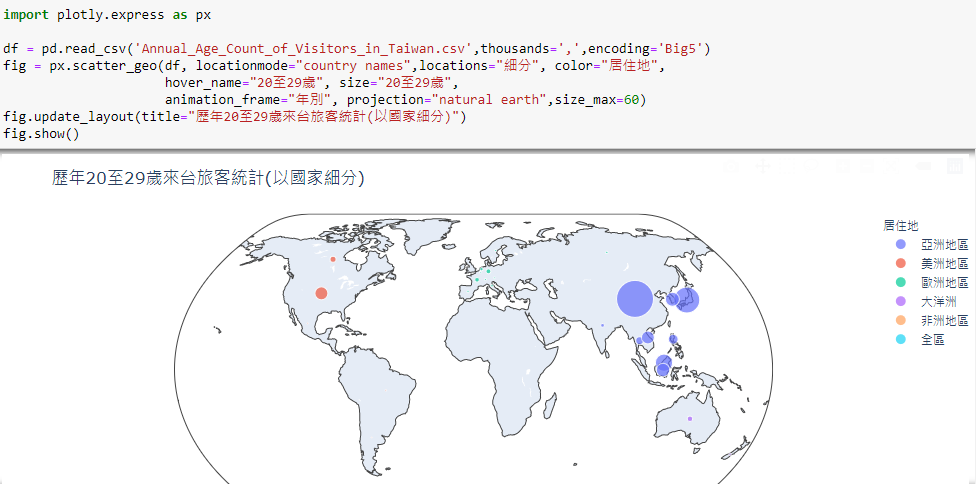 import plotly.express as px
df = pd.read_csv('Annual_Age_Count_of_Visitors_in_Taiwan.csv',thousands=',',encoding='Big5')
fig = px.scatter_geo(df, locationmode="country names",locations="細分", color="居住地",
hover_name="20至29歲", size="20至29歲",
animation_frame="年別", projection="natural earth",size_max=60)
fig.update_layout(title="歷年20至29歲來台旅客統計(以國家細分)")
fig.show()
歷年20至29歲來台旅客統計(以國家細分)
居住地
亞洲地區
美洲地區
歐洲地區
大洋洲
非洲地區
全區